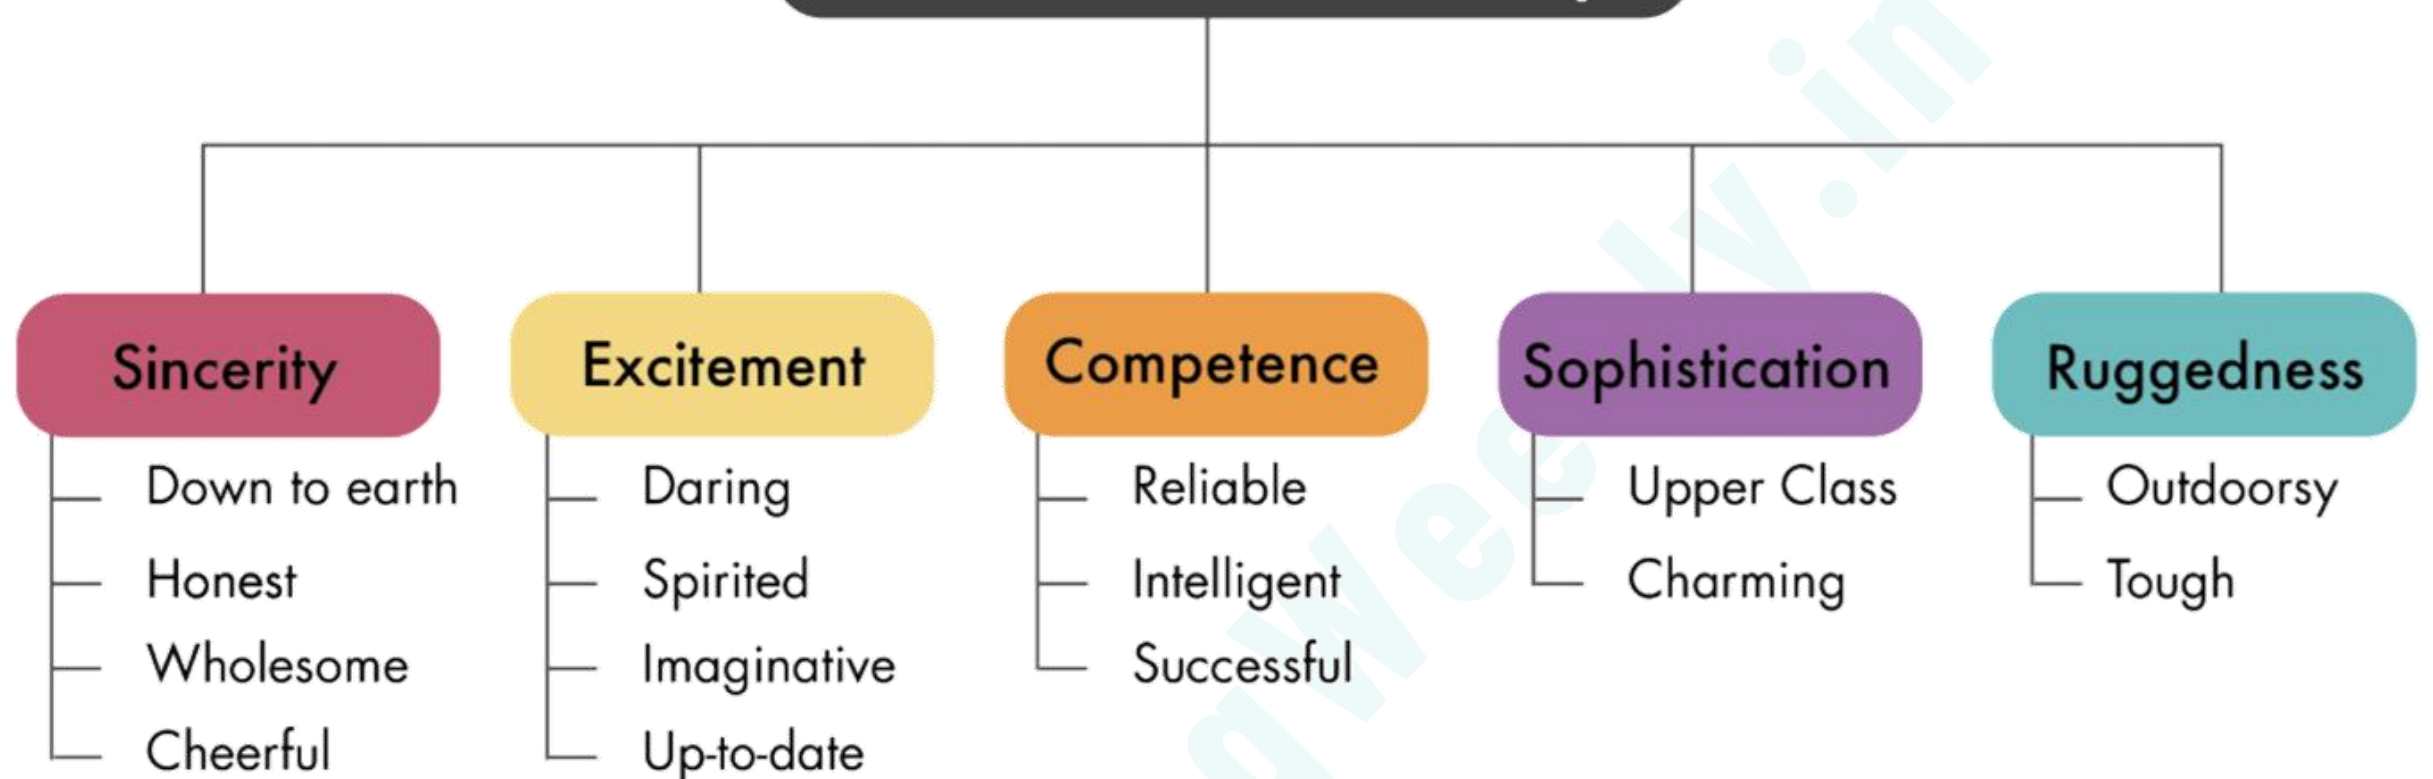 Sincerity
Down to earth
Honest
Wholesome
Cheerful
Excitement
Daring
Spirited
Imaginative
Up-to-date
Competence
Reliable
Intelligent
Successful
Sophistication
Upper Class
Charming
Ruggedness
Outdoorsy
Tough